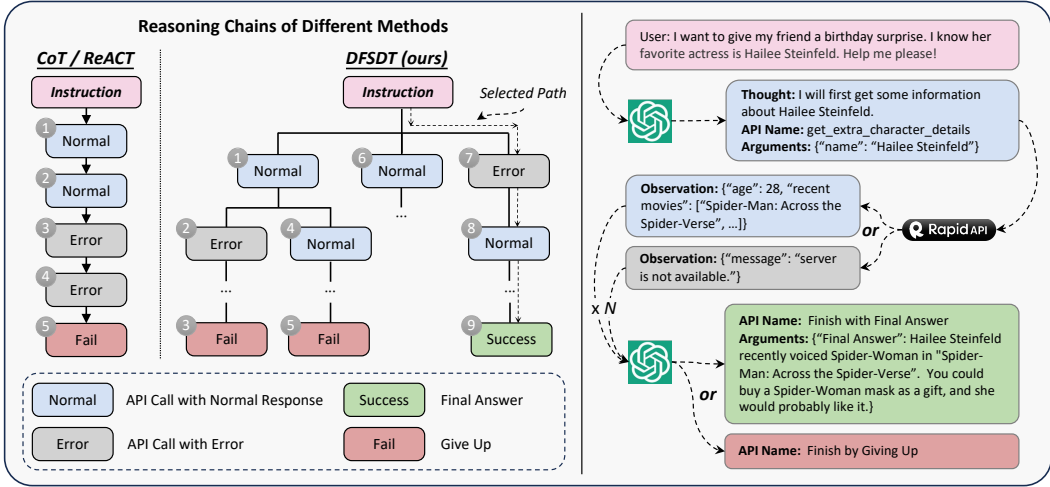 Reasoning Chains of Different Methods
CoT / ReACT
Instruction
1
Normal
2
Normal
3
Error
4
Error
5
Fail
DFSDT (ours)
Instruction
Selected Path
1
Normal
6
Normal
...
7
Error
2
Error
4
Normal
8
Normal
...
...
...
3
Fail
5
Fail
9
Success
Normal
API Call with Normal Response
Success
Final Answer
Error
API Call with Error
Fail
Give Up
User: I want to give my friend a birthday surprise. I know her
favorite actress is Hailee Steinfeld. Help me please!
Thought: I will first get some information
about Hailee Steinfeld.
API Name: get_extra_character_details
Arguments: {“name”: “Hailee Steinfeld”}
Observation: {“age”: 28, “recent
movies”: [“Spider-Man: Across the
Spider-Verse”, …]}
or
Rapid API
Observation: {“message”: “server
is not available.”}
x N
API Name: Finish with Final Answer
Arguments: {“Final Answer”: Hailee Steinfeld
recently voiced Spider-Woman in "Spider-
Man: Across the Spider-Verse”. You could
buy a Spider-Woman mask as a gift, and she
would probably like it.}
or
API Name: Finish by Giving Up